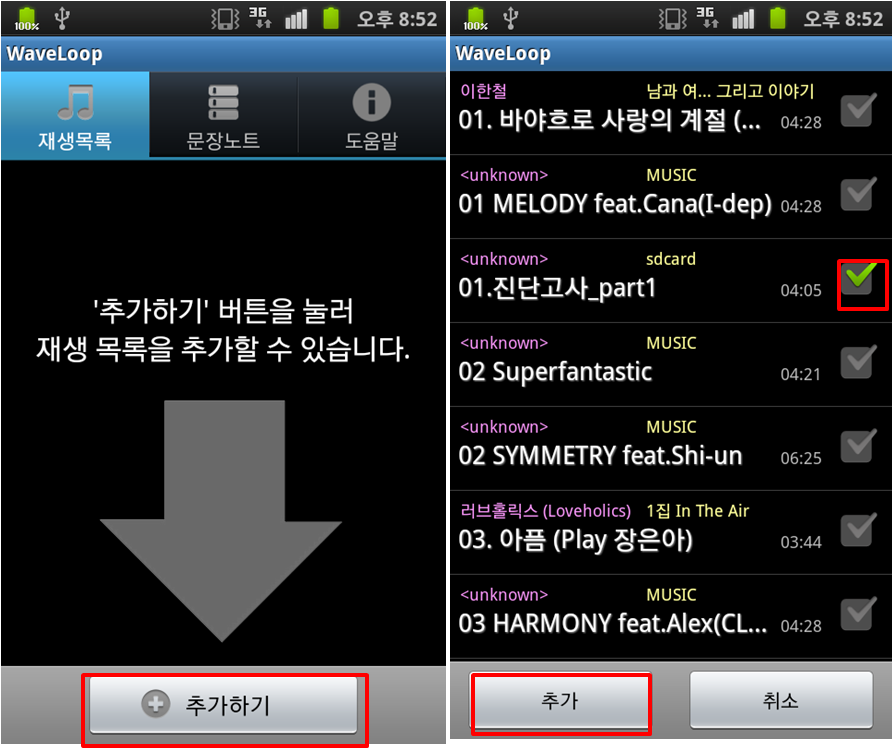 100% 3G 오후 8:52
WaveLoop
재생목록 문장노트 도움말
'추가하기' 버튼을 눌러
재생 목록을 추가할 수 있습니다.
추가하기
100% 3G 오후 8:52
WaveLoop
이한철 남과 여... 그리고 이야기
01. 바야흐로 사랑의 계절 (... 04:28
<unknown> MUSIC
01 MELODY feat.Cana(I-dep) 04:28
<unknown> sdcard
01.진단고사_part1 04:05
<unknown> MUSIC
02 Superfantastic 04:21
<unknown> MUSIC
02 SYMMETRY feat.Shi-un 06:25
러브홀릭스 (Loveholics) 1집 In The Air
03. 아픔 (Play 장은아) 03:44
<unknown> MUSIC
03 HARMONY feat.Alex(CL... 04:28
추가 취소